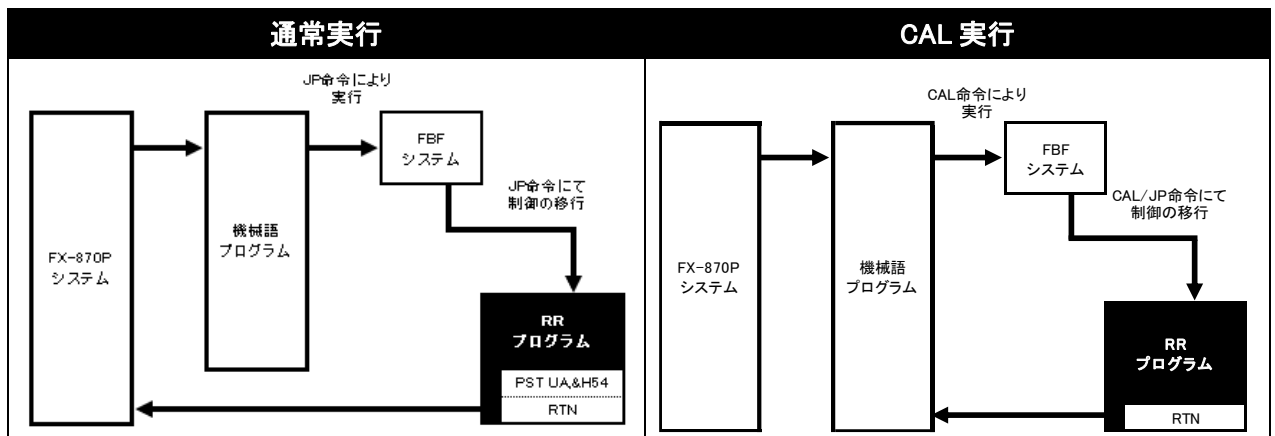 通常実行
CAL 実行
JP命令により
実行
FX-870P
システム
機械語
プログラム
FBF
システム
JP命令にて
制御の移行
RR
プログラム
PST UA,&H54
RTN
CAL命令により
実行
FX-870P
システム
機械語
プログラム
FBF
システム
CAL/JP命令にて
制御の移行
RR
プログラム
RTN